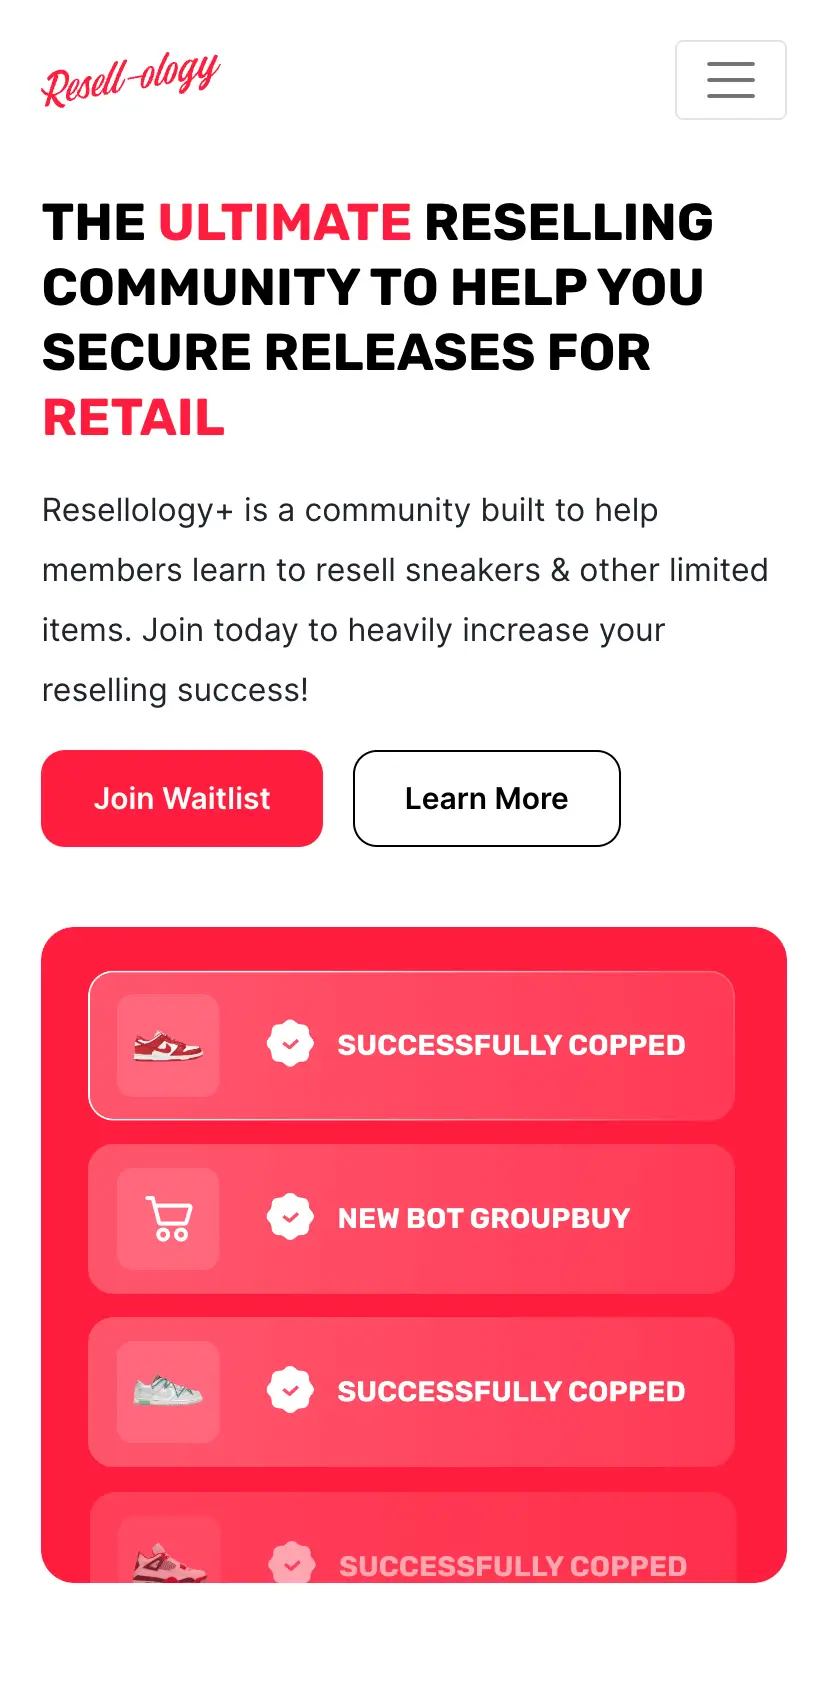 Resell-ology
THE ULTIMATE RESELLING
COMMUNITY TO HELP YOU
SECURE RELEASES FOR
RETAIL
Resellology+ is a community built to help
members learn to resell sneakers & other limited
items. Join today to heavily increase your
reselling success!
Join Waitlist
Learn More
SUCCESSFULLY COPPED
NEW BOT GROUPBUY
SUCCESSFULLY COPPED
SUCCESSFULLY COPPED